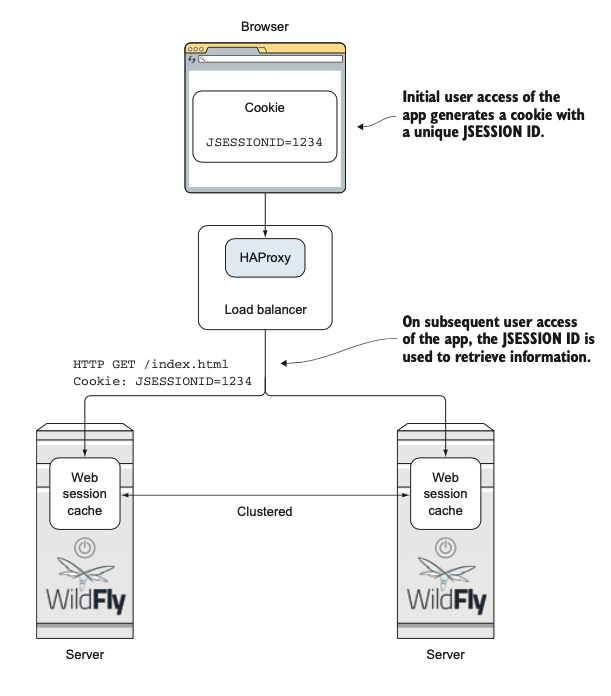 Browser
Cookie
JSESSIONID=1234
Initial user access of the
app generates a cookie with
a unique JSESSION ID.
HAProxy
Load balancer
On subsequent user access
of the app, the JSESSION ID is
used to retrieve information.
HTTP GET /index.html
Cookie: JSESSIONID=1234
Web
session
cache
Web
session
cache
Clustered
WildFly
WildFly
Server
Server